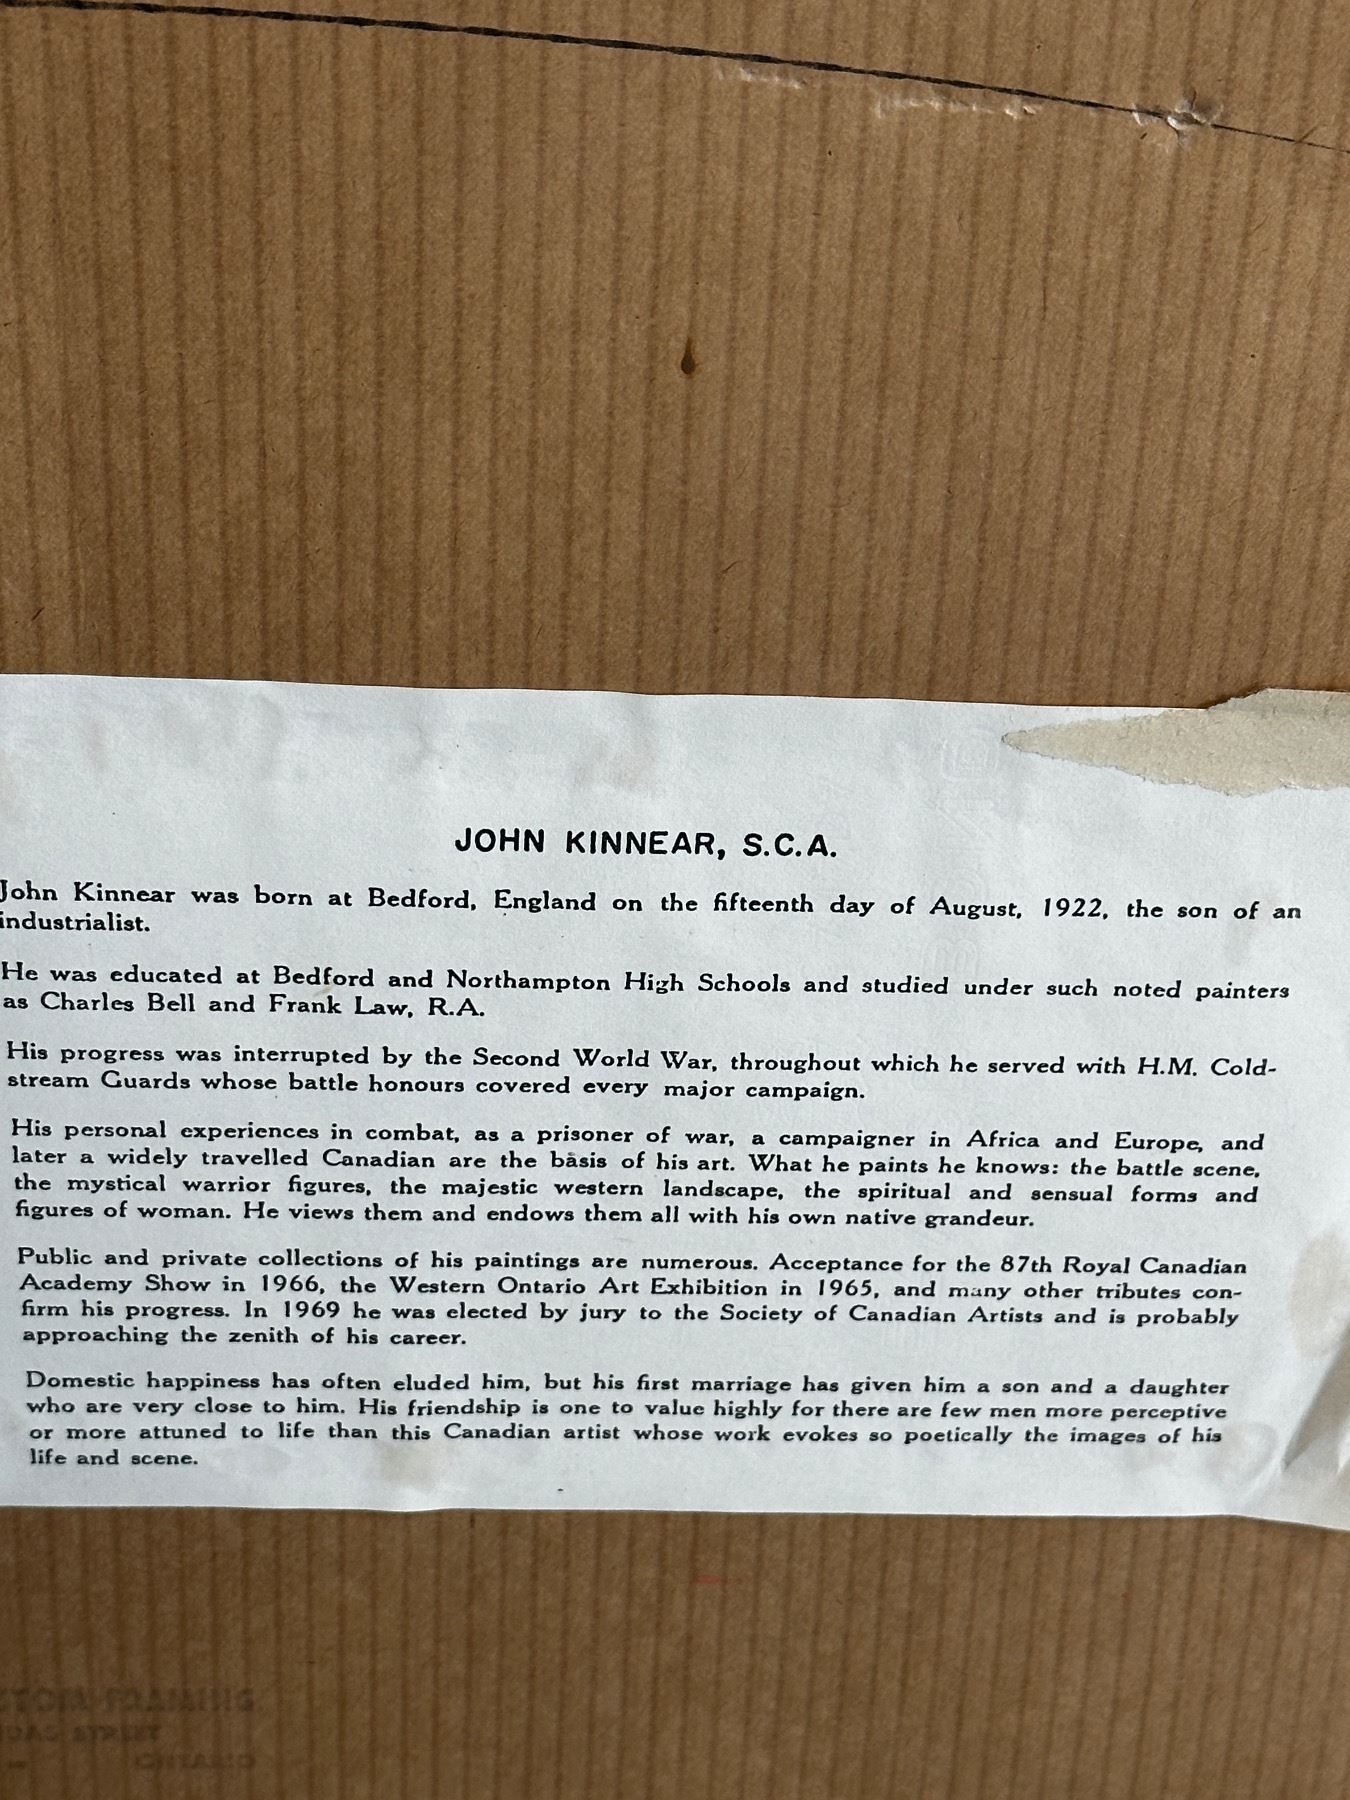 JOHN KINNEAR, S.C.A.
John Kinnear was born at Bedford, England on the fifteenth day of August, 1922, the son of an
industrialist.
He was educated at Bedford and Northampton High Schools and studied under such noted painters
as Charles Bell and Frank Law, R.A.
His progress was interrupted by the Second World War, throughout which he served with H.M. Cold-
stream Guards whose battle honours covered every major campaign.
His personal experiences in combat, as a prisoner of war, a campaigner in Africa and Europe, and
later a widely travelled Canadian are the basis of his art. What he paints he knows: the battle scene,
the mystical warrior figures, the majestic western landscape, the spiritual and sensual forms and
figures of woman. He views them and endows them all with his own native grandeur.
Public and private collections of his paintings are numerous. Acceptance for the 87th Royal Canadian
Academy Show in 1966, the Western Ontario Art Exhibition in 1965, and many other tributes con-
firm his progress. In 1969 he was elected by jury to the Society of Canadian Artists and is probably
approaching the zenith of his career.
Domestic happiness has often eluded him, but his first marriage has given him a son and a daughter
who are very close to him. His friendship is one to value highly for there are few men more perceptive
or more attuned to life than this Canadian artist whose work evokes so poetically the images of his
life and scene.
FRAMING
STREET
ONTARIO